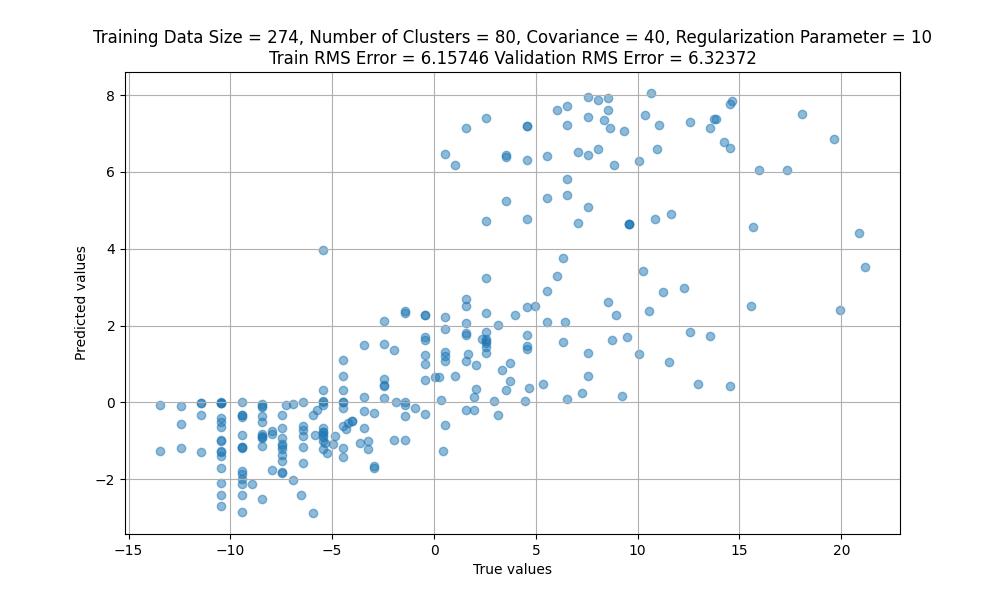 Training Data Size = 274, Number of Clusters = 80, Covariance = 40, Regularization Parameter = 10
Train RMS Error = 6.15746 Validation RMS Error = 6.32372
8
6
4
2
0
−2
Predicted values
−15 −10 −5 0 5 10 15 20
True values